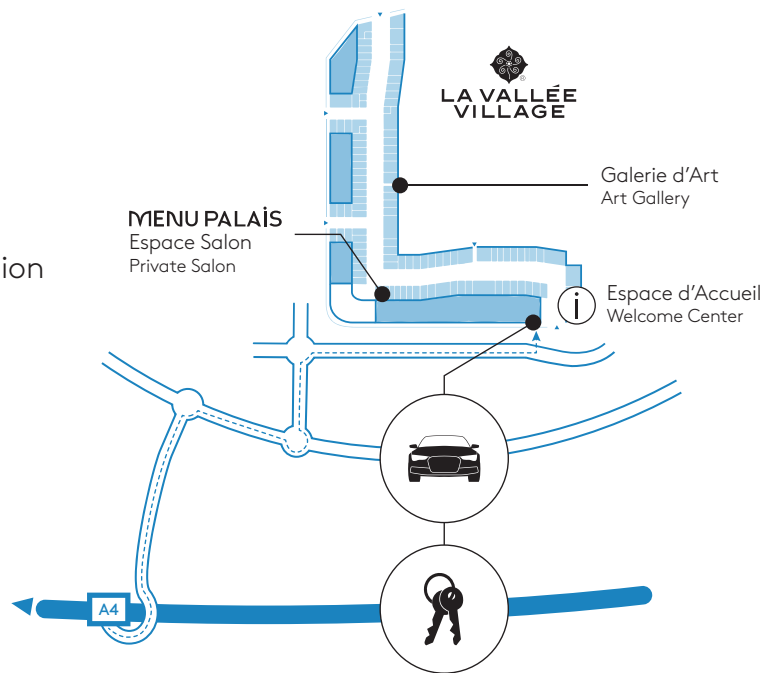 LA VALLÉE
VILLAGE
®
Galerie d'Art
Art Gallery
MENU PALAIS
Espace Salon
Private Salon
ion
i
Espace d'Accueil
Welcome Center
A4